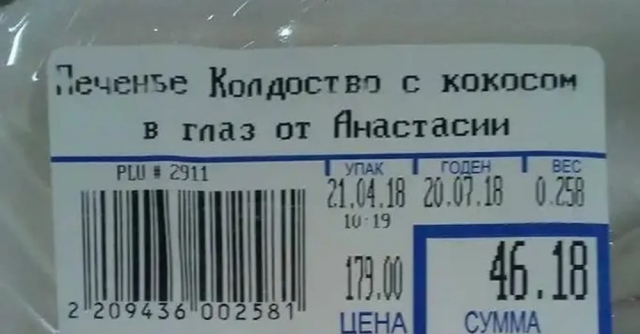 Печенье Колдоство с кокосом
в глаз от Анастасии
PLU # 2911
УПАК ГОДЕН ВЕС
21.04.18 20.07.18 0.258
10:19
179.00 46.18
2 209436 002581
ЦЕНА СУММА